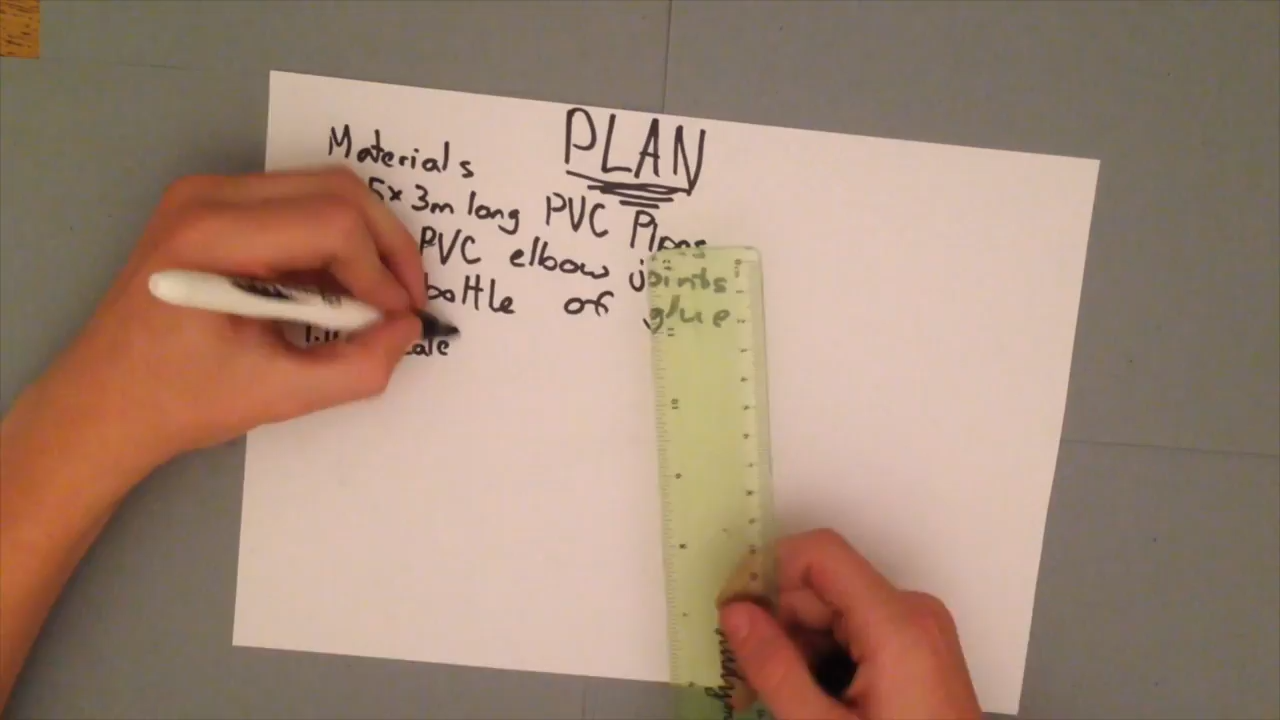 PLAN
Materials
5x 3m long PVC Pipes
PVC elbow joints
bottle of glue